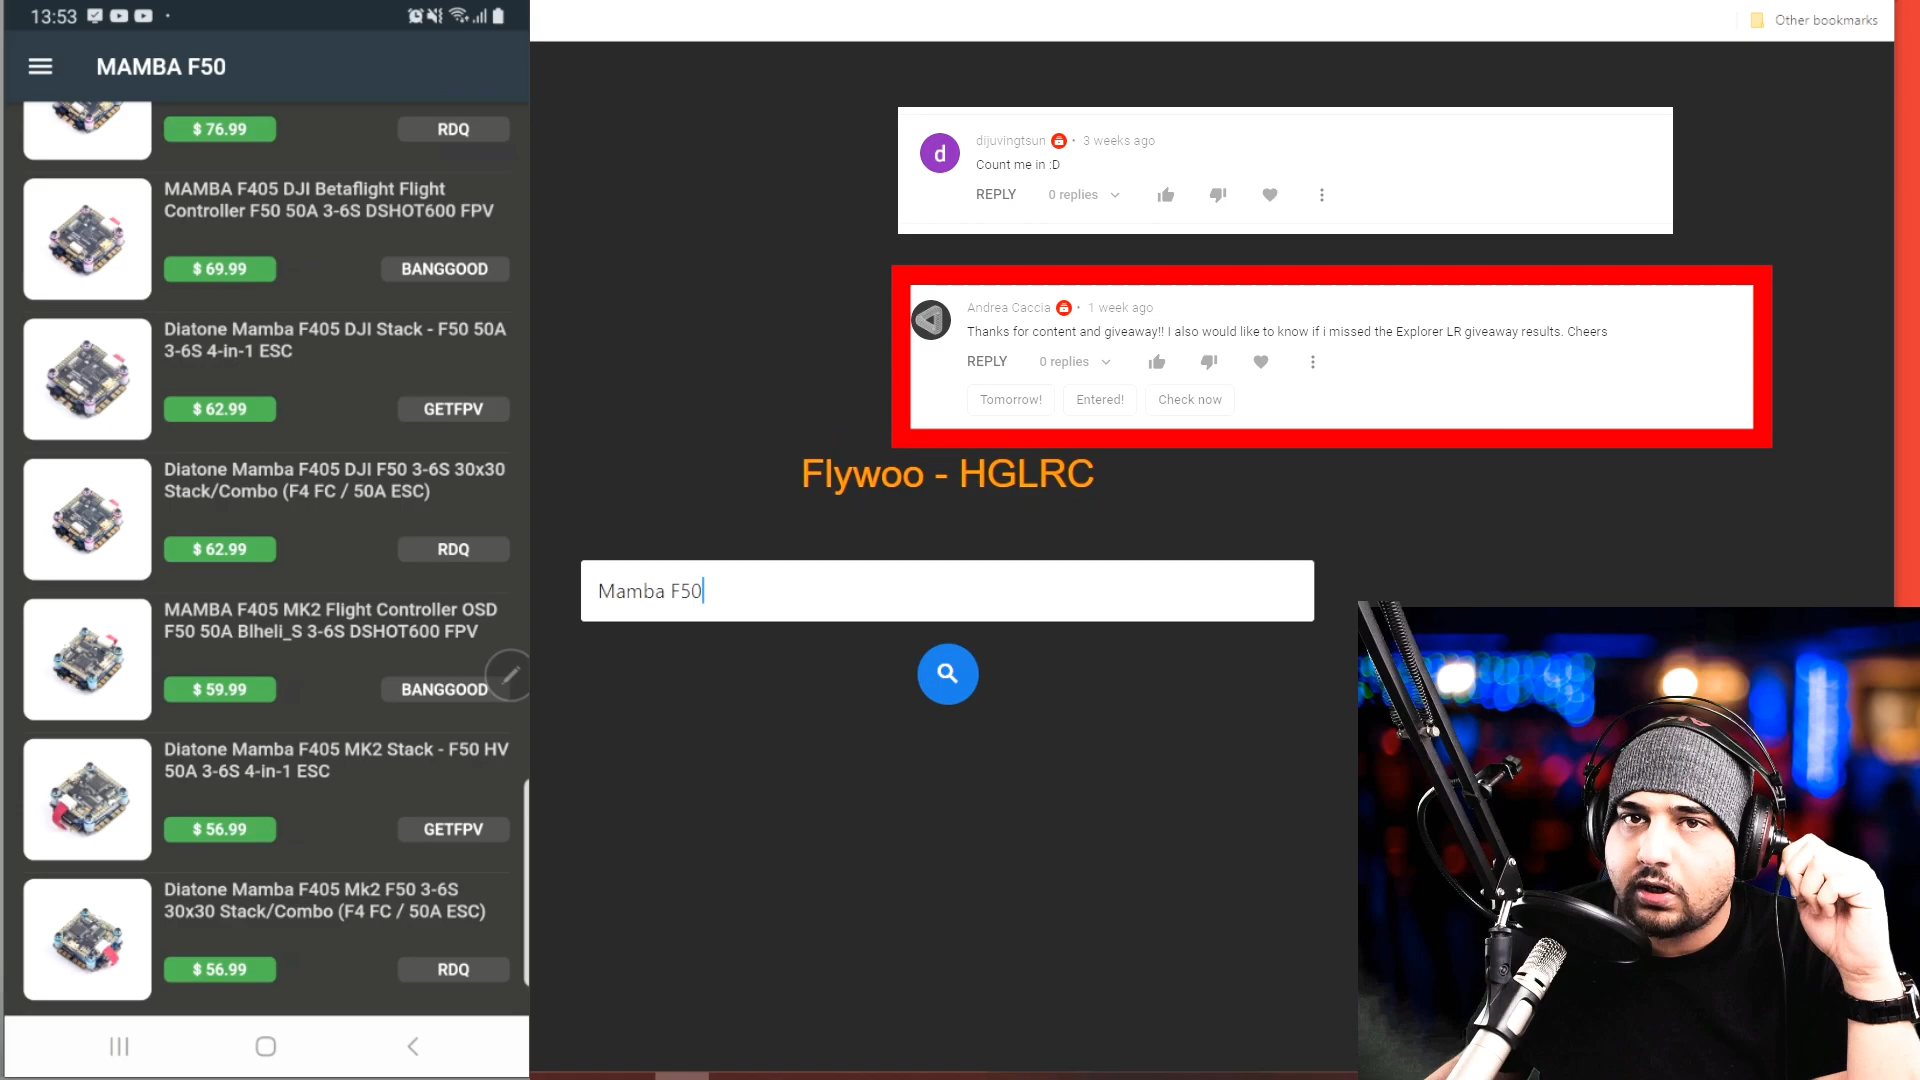 13:53
MAMBA F50
$ 76.99
RDQ
MAMBA F405 DJI Betaflight Flight
Controller F50 50A 3-6S DSHOT600 FPV
$ 69.99
BANGGOOD
Diatone Mamba F405 DJI Stack - F50 50A
3-6S 4-in-1 ESC
$ 62.99
GETFPV
Diatone Mamba F405 DJI F50 3-6S 30x30
Stack/Combo (F4 FC / 50A ESC)
$ 62.99
RDQ
MAMBA F405 MK2 Flight Controller OSD
F50 50A Blheli_S 3-6S DSHOT600 FPV
$ 59.99
BANGGOOD
Diatone Mamba F405 MK2 Stack - F50 HV
50A 3-6S 4-in-1 ESC
$ 56.99
GETFPV
Diatone Mamba F405 Mk2 F50 3-6S
30x30 Stack/Combo (F4 FC / 50A ESC)
$ 56.99
RDQ
Other bookmarks
d
dijuvingtsun • 3 weeks ago
Count me in :D
REPLY 0 replies
Andrea Caccia • 1 week ago
Thanks for content and giveaway!! I also would like to know if i missed the Explorer LR giveaway results. Cheers
REPLY 0 replies
Tomorrow! Entered! Check now
Flywoo - HGLRC
Mamba F50